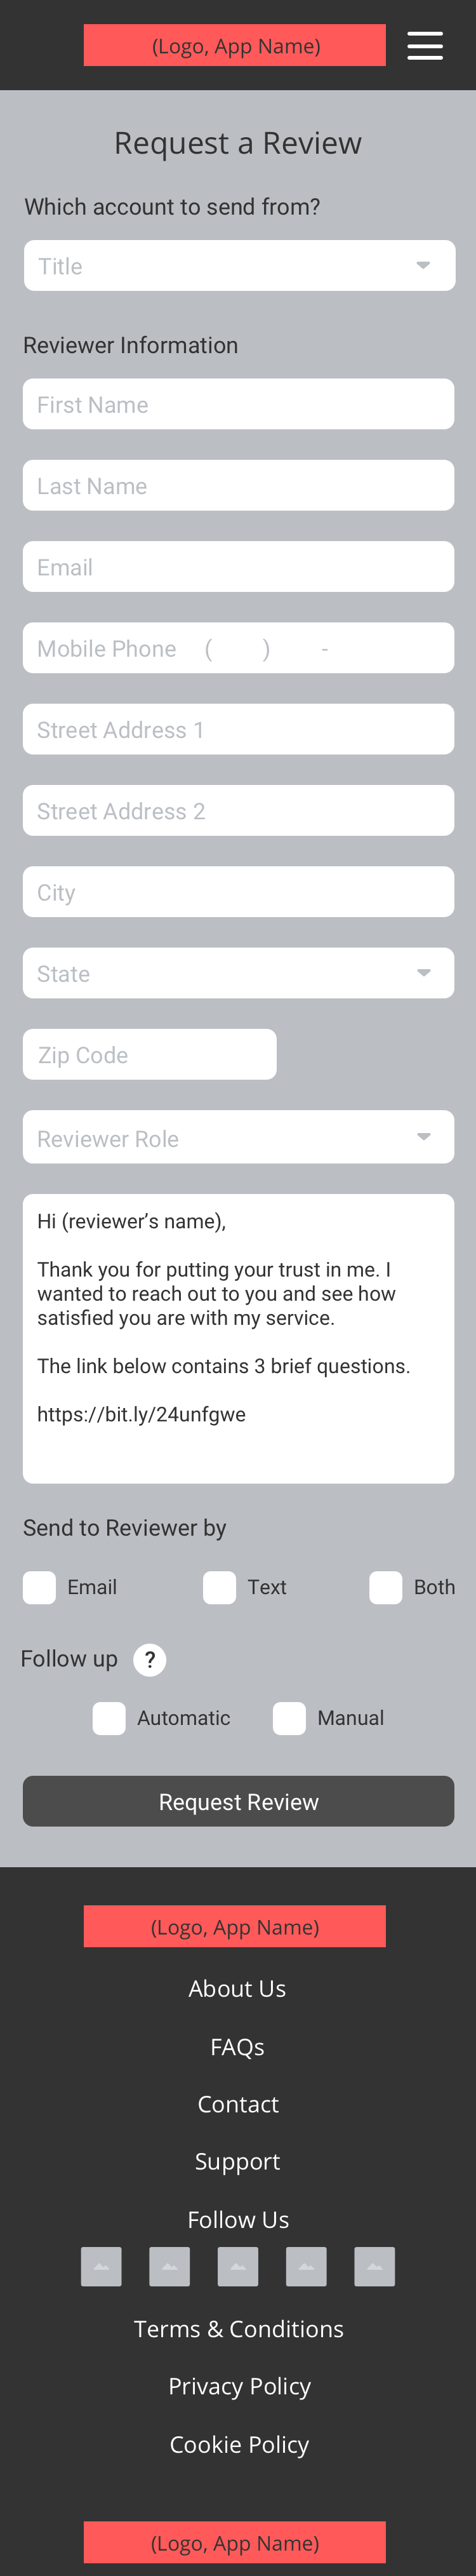 (Logo, App Name)
Request a Review
Which account to send from?
Title
Reviewer Information
First Name
Last Name
Email
Mobile Phone ( ) -
Street Address 1
Street Address 2
City
State
Zip Code
Reviewer Role
Hi (reviewer’s name),
Thank you for putting your trust in me. I
wanted to reach out to you and see how
satisfied you are with my service.
The link below contains 3 brief questions.
https://bit.ly/24unfgwe
Send to Reviewer by
Email Text Both
Follow up ?
Automatic Manual
Request Review
(Logo, App Name)
About Us
FAQs
Contact
Support
Follow Us
Terms & Conditions
Privacy Policy
Cookie Policy
(Logo, App Name)